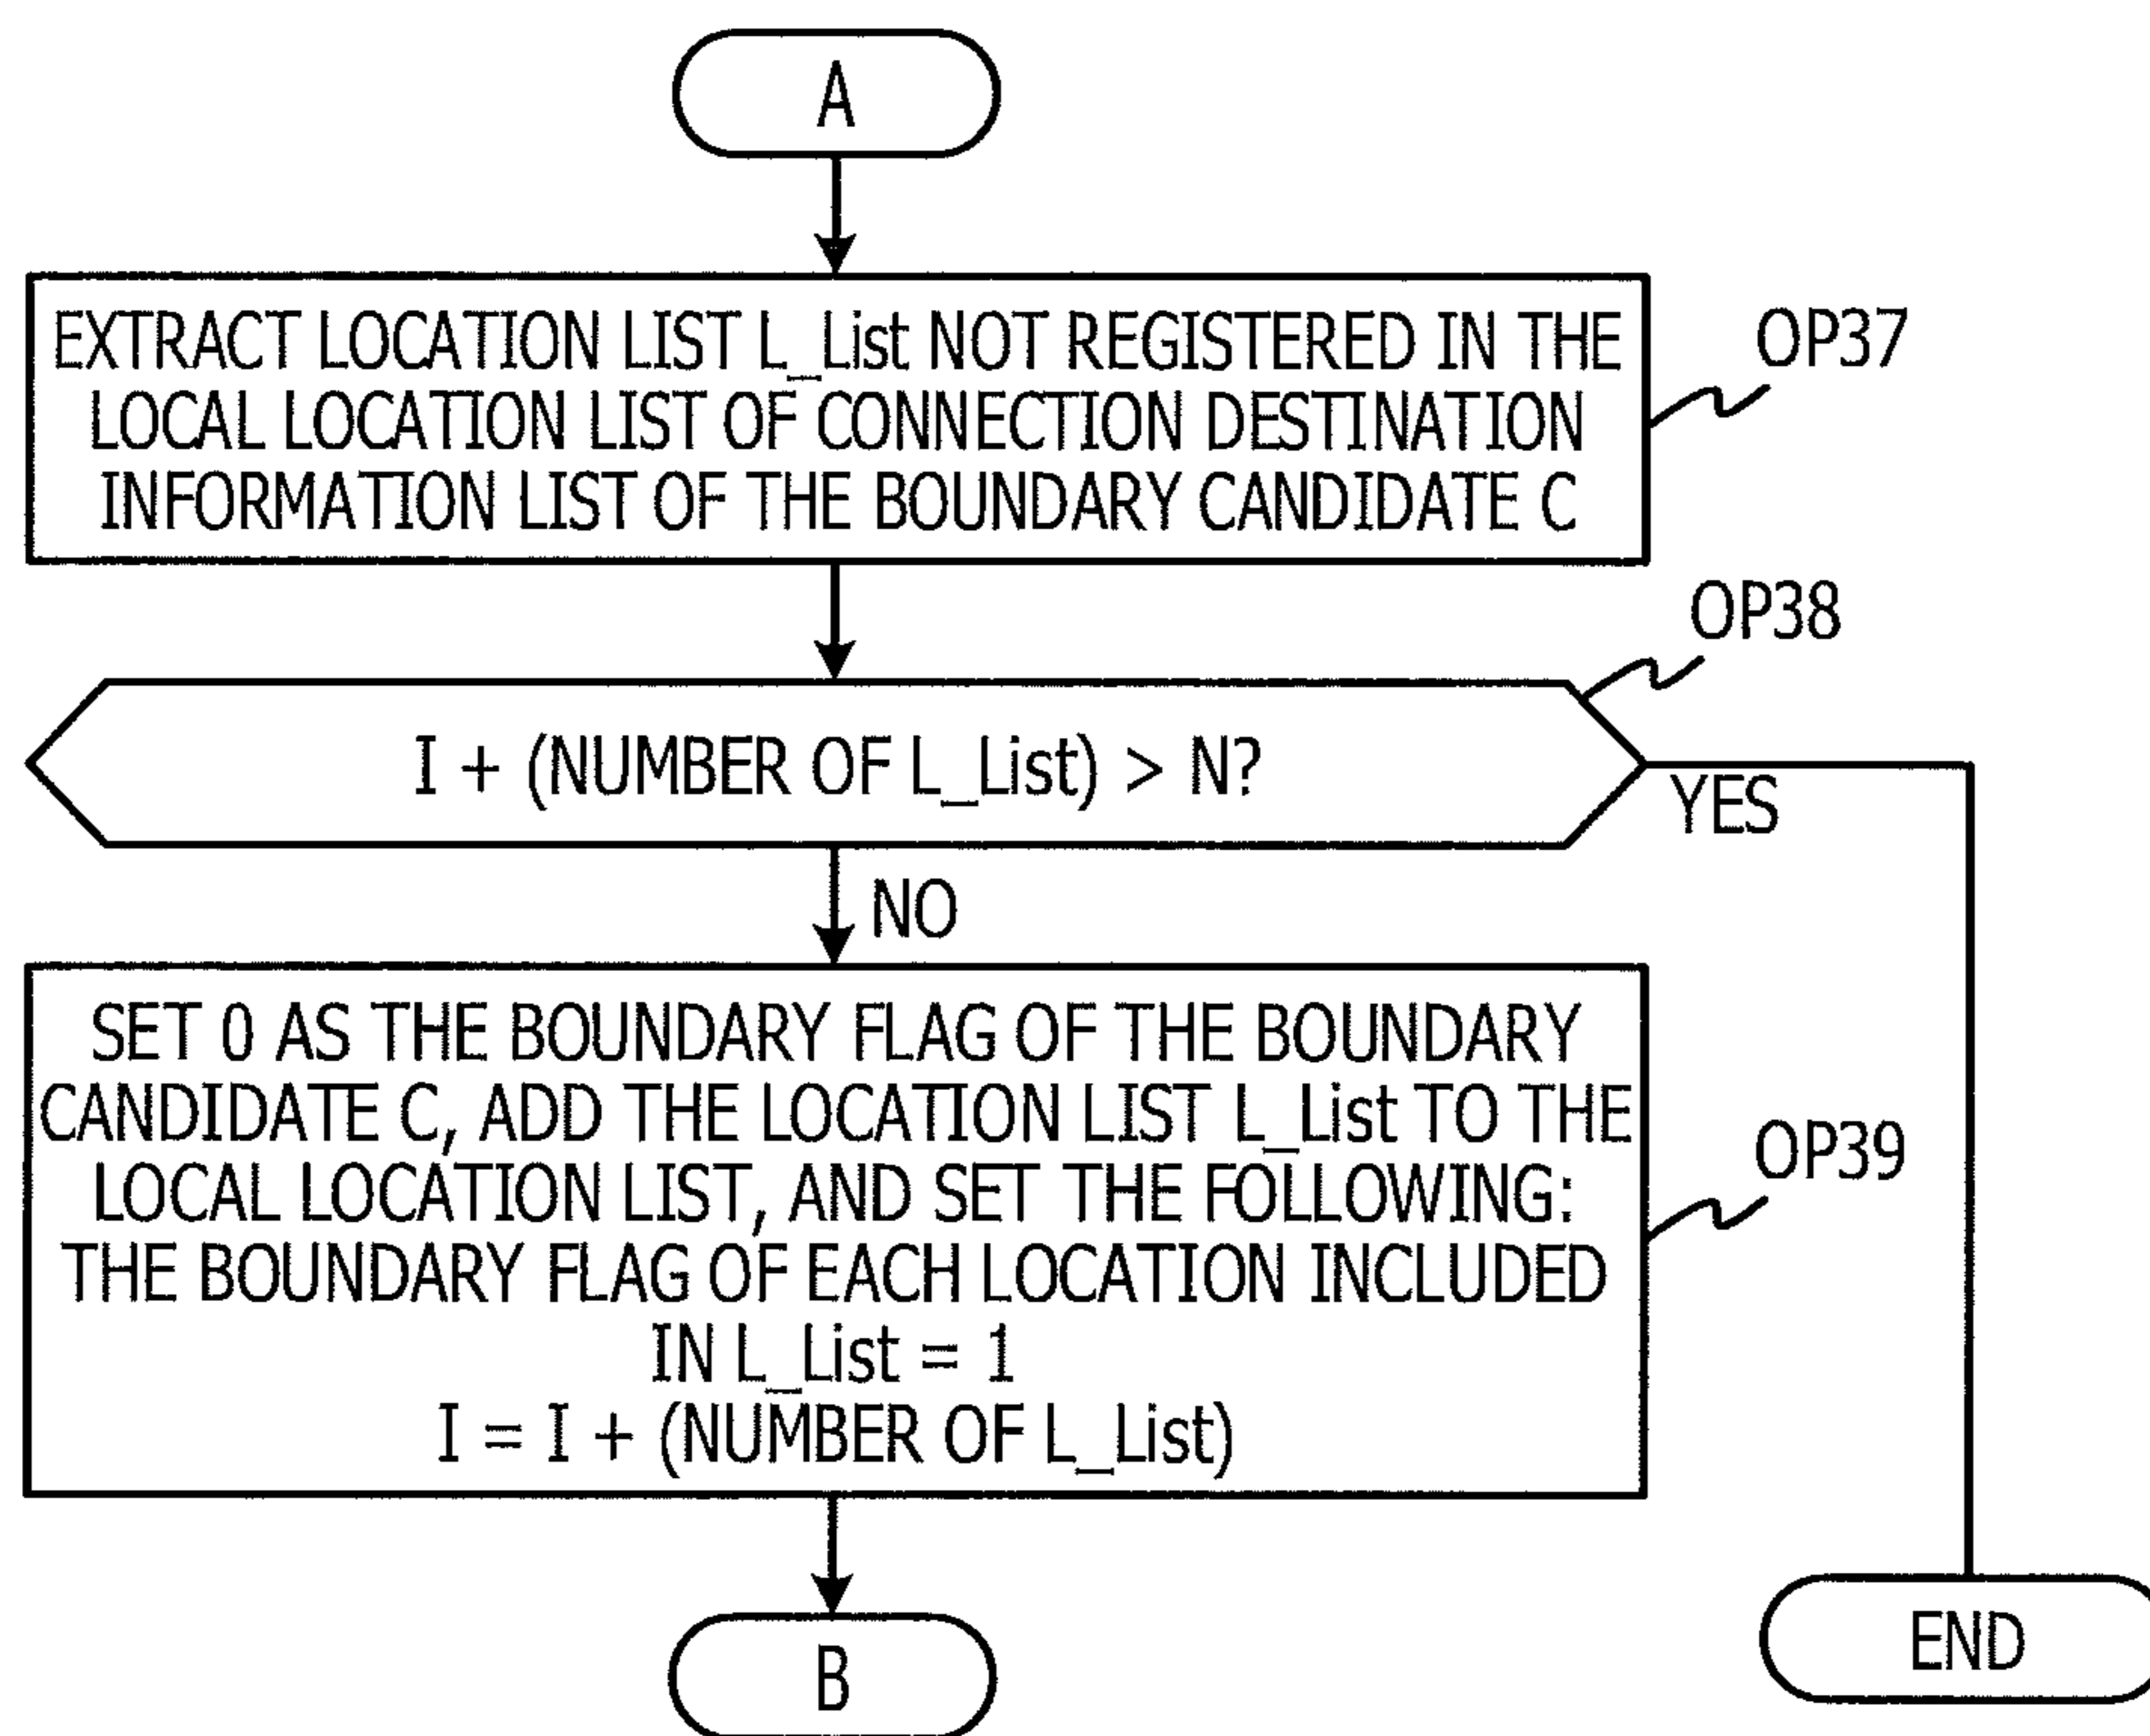 A
EXTRACT LOCATION LIST L_List NOT REGISTERED IN THE
LOCAL LOCATION LIST OF CONNECTION DESTINATION
INFORMATION LIST OF THE BOUNDARY CANDIDATE C
OP37
OP38
I + (NUMBER OF L_List) > N?
YES
NO
SET 0 AS THE BOUNDARY FLAG OF THE BOUNDARY
CANDIDATE C, ADD THE LOCATION LIST L_List TO THE
LOCAL LOCATION LIST, AND SET THE FOLLOWING:
THE BOUNDARY FLAG OF EACH LOCATION INCLUDED
IN L_List = 1
I = I + (NUMBER OF L_List)
OP39
B
END